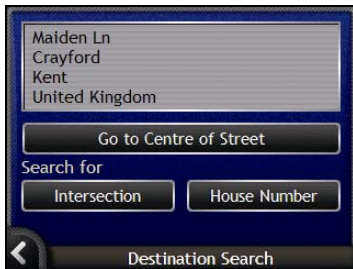 Maiden Ln
Crayford
Kent
United Kingdom
Go to Centre of Street
Search for
Intersection House Number
Destination Search